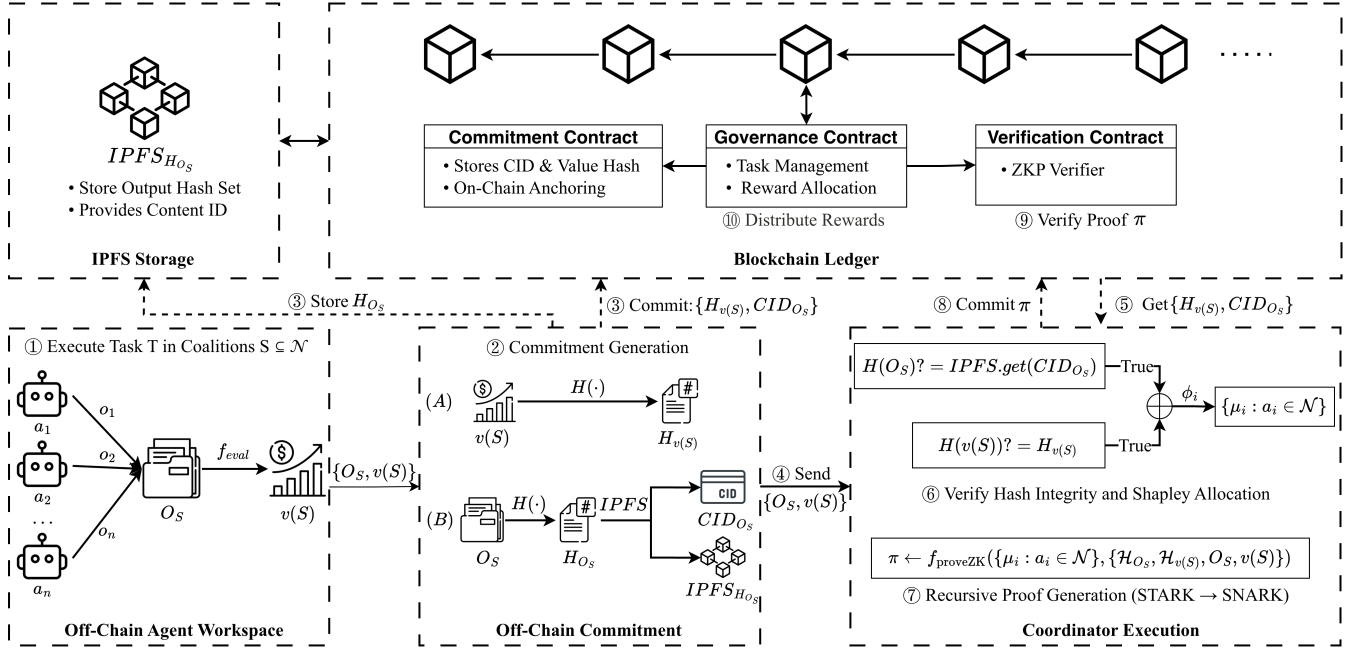 IPFS_{H_{O_S}}
• Store Output Hash Set
• Provides Content ID
IPFS Storage
Commitment Contract
• Stores CID & Value Hash
• On-Chain Anchoring
Governance Contract
• Task Management
• Reward Allocation
⑩ Distribute Rewards
Verification Contract
• ZKP Verifier
⑨ Verify Proof π
Blockchain Ledger
③ Store H_{O_S}
③ Commit: {H_{v(S)}, CID_{O_S}}
⑧ Commit π
⑤ Get{H_{v(S)}, CID_{O_S}}
① Execute Task T in Coalitions S ⊆ 𝒩
a_1
o_1
a_2
o_2
...
a_n
o_n
O_S
f_{eval}
v(S)
{O_S, v(S)}
Off-Chain Agent Workspace
② Commitment Generation
(A)
v(S)
H(·)
#
H_{v(S)}
(B)
O_S
H(·)
#
H_{O_S}
IPFS
CID
CID_{O_S}
IPFS_{H_{O_S}}
Off-Chain Commitment
④ Send
{O_S, v(S)}
H(O_S)? = IPFS.get(CID_{O_S})
True
H(v(S))? = H_{v(S)}
True
ϕ_i
{μ_i : a_i ∈ 𝒩}
⑥ Verify Hash Integrity and Shapley Allocation
π ← f_{proveZK}({μ_i : a_i ∈ 𝒩}, {ℋ_{O_S}, ℋ_{v(S)}, O_S, v(S)})
⑦ Recursive Proof Generation (STARK → SNARK)
Coordinator Execution